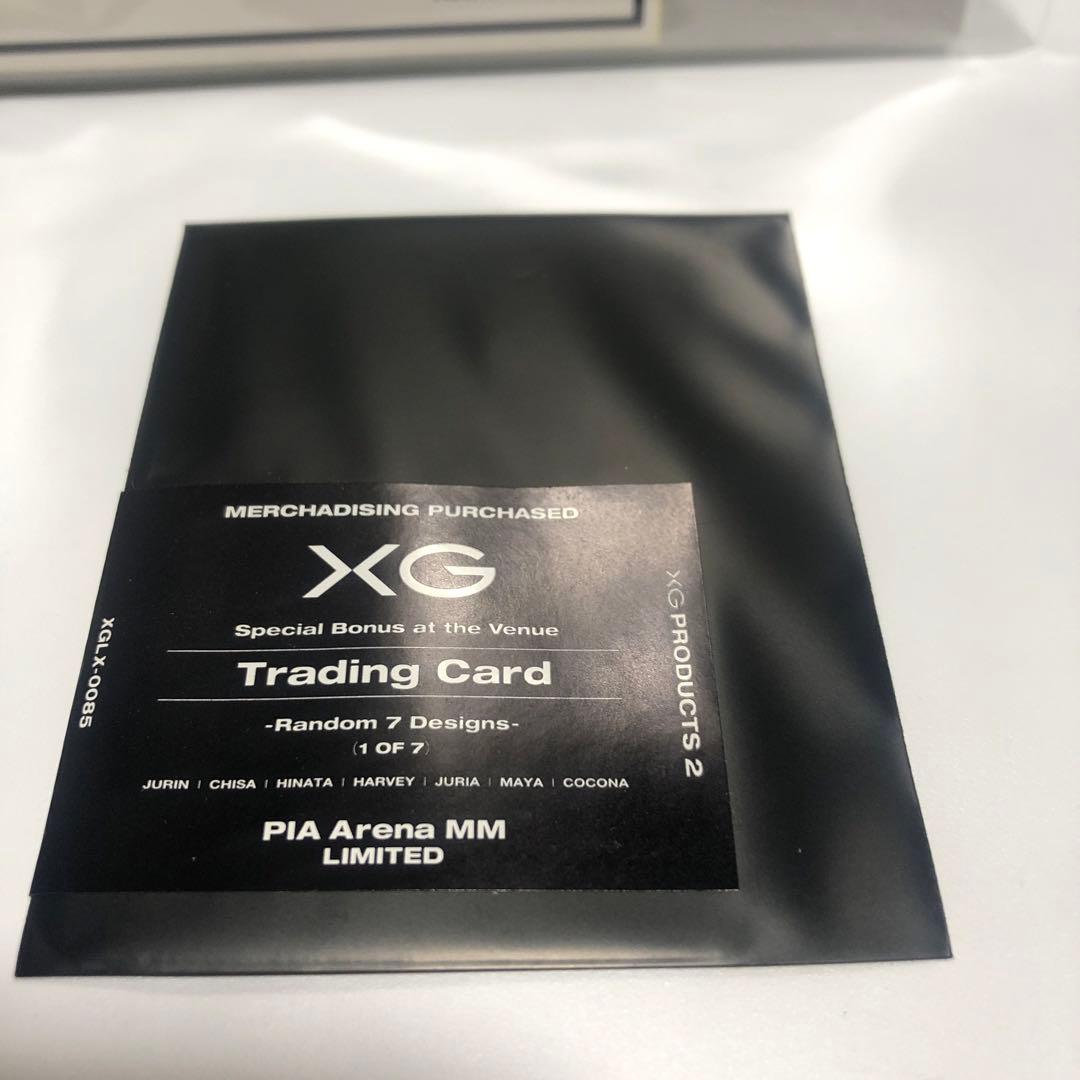 MERCHADISING PURCHASED
XG
Special Bonus at the Venue
Trading Card
-Random 7 Designs-
(1 OF 7)
JURIN | CHISA | HINATA | HARVEY | JURIA | MAYA | COCONA
PIA Arena MM
LIMITED
XGLX-0085
XG PRODUCTS 2